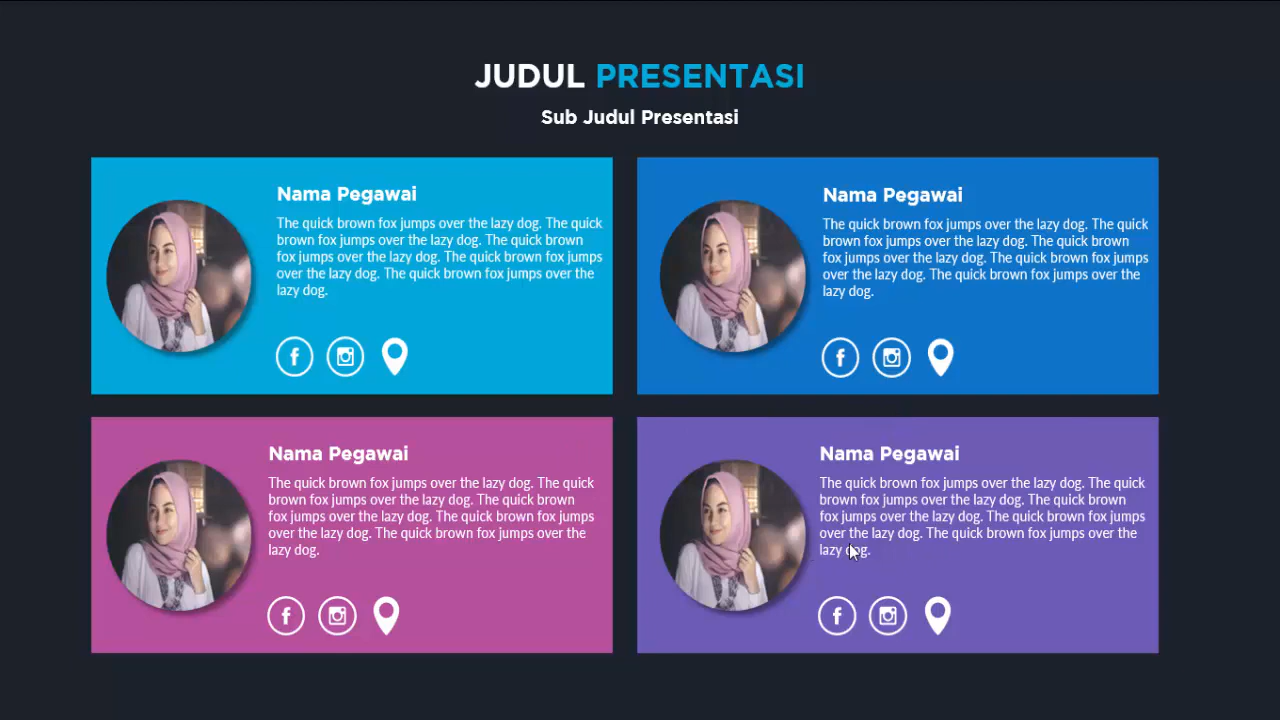 JUDUL PRESENTASI
Sub Judul Presentasi
Nama Pegawai
The quick brown fox jumps over the lazy dog. The quick
brown fox jumps over the lazy dog. The quick brown
fox jumps over the lazy dog. The quick brown fox jumps
over the lazy dog. The quick brown fox jumps over the
lazy dog.
Nama Pegawai
The quick brown fox jumps over the lazy dog. The quick
brown fox jumps over the lazy dog. The quick brown
fox jumps over the lazy dog. The quick brown fox jumps
over the lazy dog. The quick brown fox jumps over the
lazy dog.
Nama Pegawai
The quick brown fox jumps over the lazy dog. The quick
brown fox jumps over the lazy dog. The quick brown
fox jumps over the lazy dog. The quick brown fox jumps
over the lazy dog. The quick brown fox jumps over the
lazy dog.
Nama Pegawai
The quick brown fox jumps over the lazy dog. The quick
brown fox jumps over the lazy dog. The quick brown
fox jumps over the lazy dog. The quick brown fox jumps
over the lazy dog. The quick brown fox jumps over the
lazy dog.